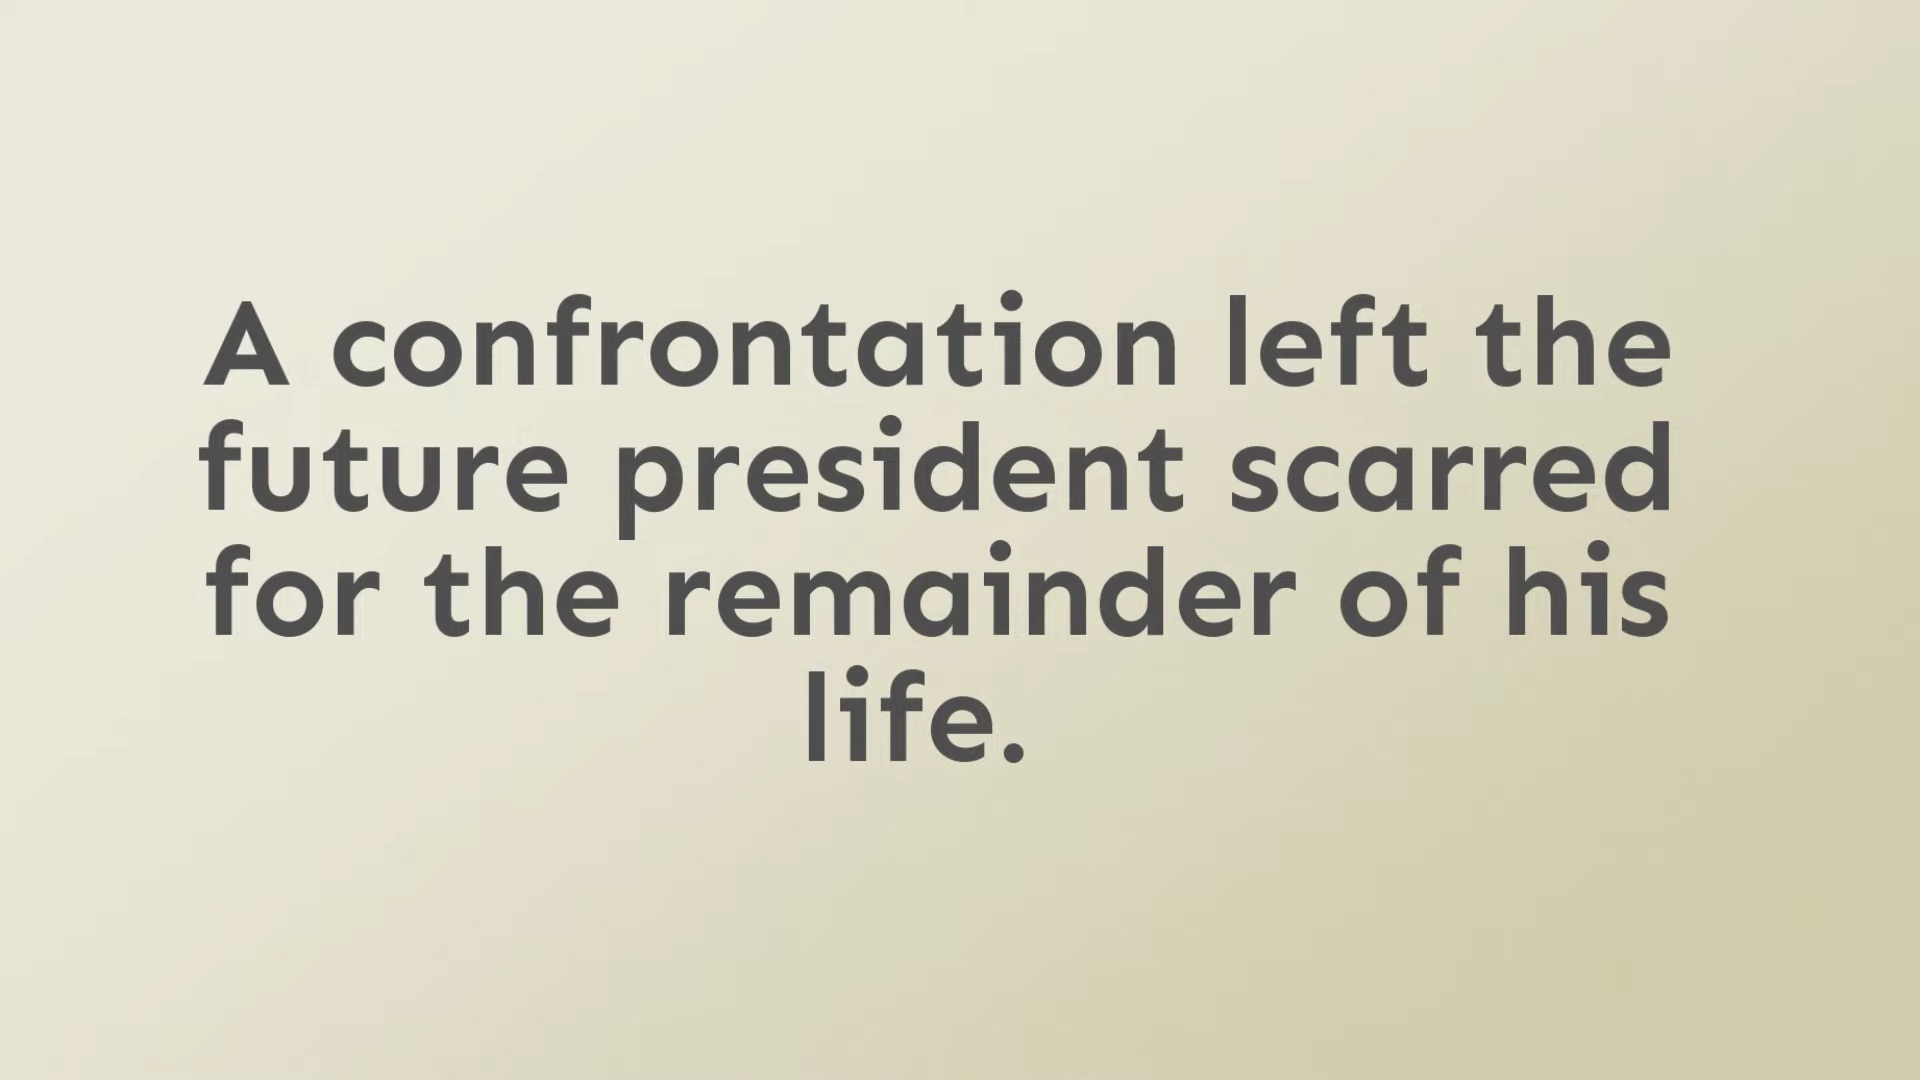 A confrontation left the
future president scarred
for the remainder of his
life.